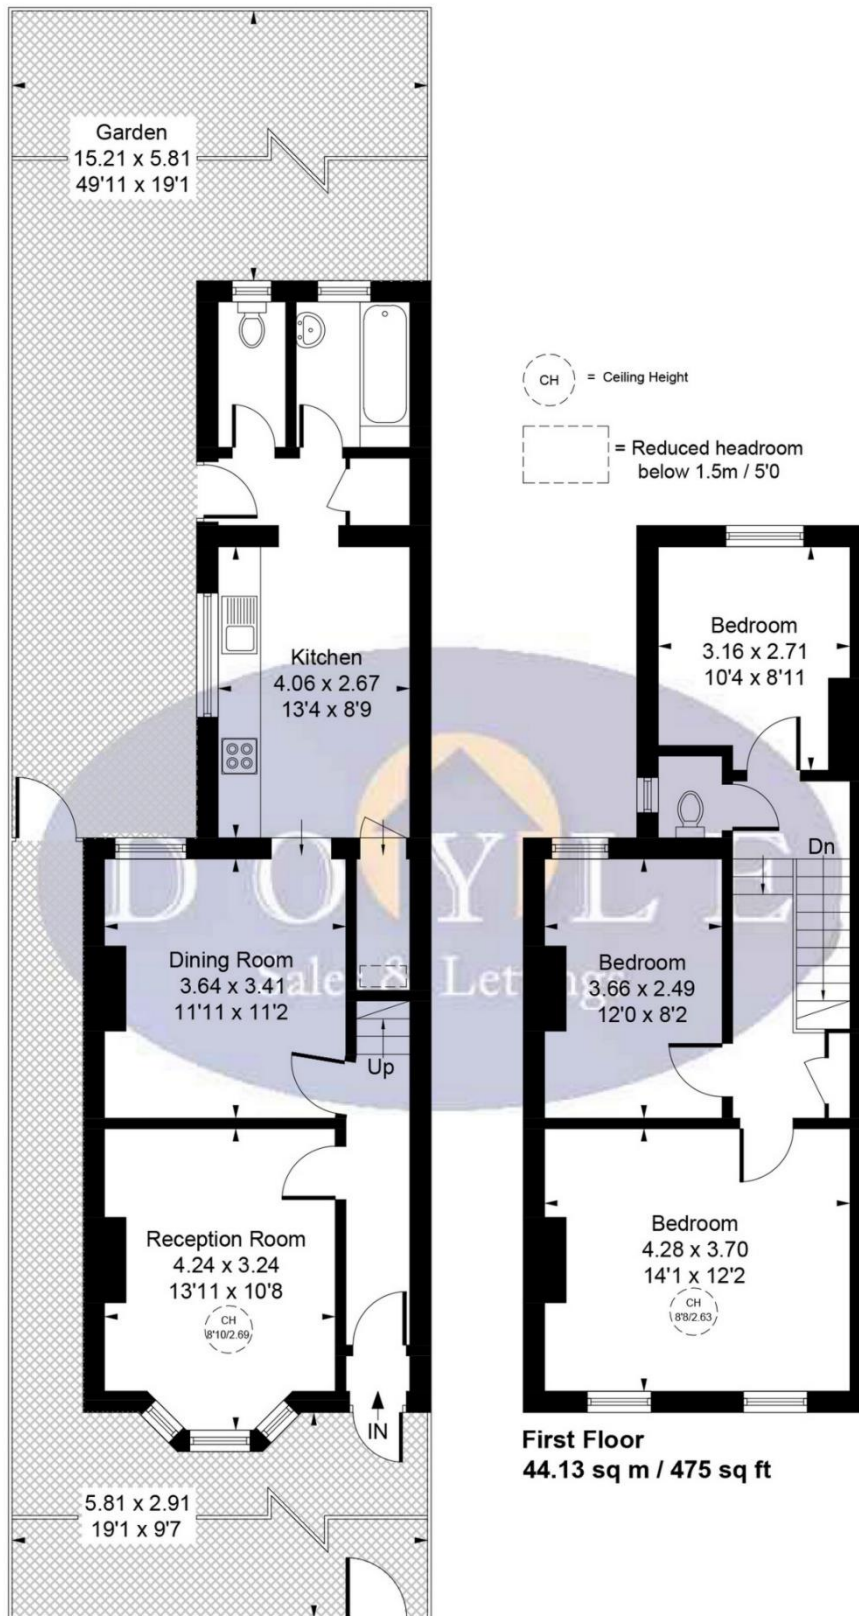 Garden
15.21 x 5.81
49'11 x 19'1
CH
= Ceiling Height
= Reduced headroom
below 1.5m / 5'0
Kitchen
4.06 x 2.67
13'4 x 8'9
Bedroom
3.16 x 2.71
10'4 x 8'11
DOYLE
Sales & Lettings
Dn
Dining Room
3.64 x 3.41
11'11 x 11'2
Up
Bedroom
3.66 x 2.49
12'0 x 8'2
Reception Room
4.24 x 3.24
13'11 x 10'8
CH
8'10/2.69
Bedroom
4.28 x 3.70
14'1 x 12'2
CH
8'8/2.63
IN
5.81 x 2.91
19'1 x 9'7
First Floor
44.13 sq m / 475 sq ft